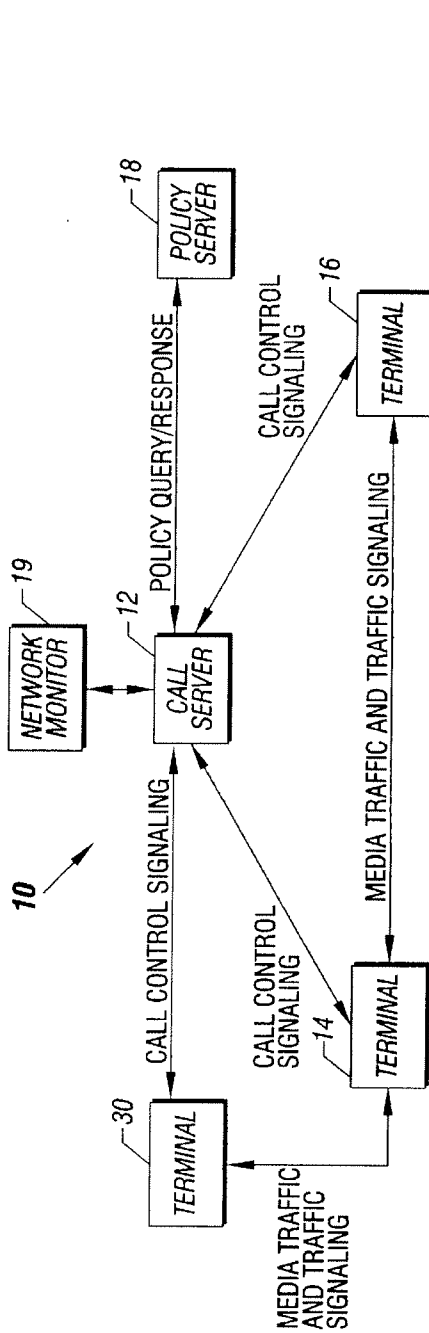 10
NETWORK
MONITOR
19
30
TERMINAL
CALL CONTROL SIGNALING
CALL
SERVER
12
POLICY QUERY/RESPONSE
POLICY
SERVER
18
MEDIA TRAFFIC
AND TRAFFIC
SIGNALING
CALL CONTROL
SIGNALING
14
TERMINAL
MEDIA TRAFFIC AND TRAFFIC SIGNALING
CALL CONTROL
SIGNALING
16
TERMINAL